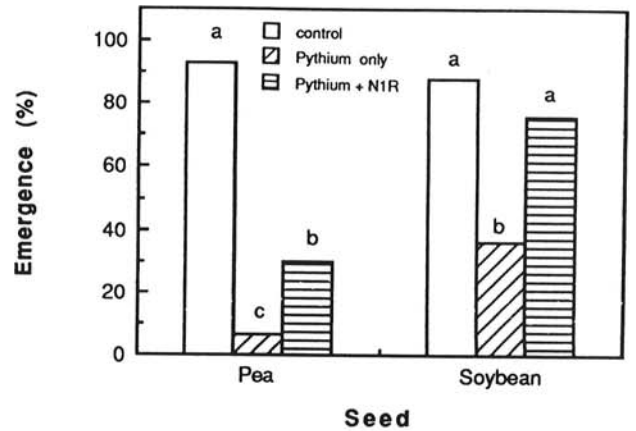 100
80
60
40
20
0
Emergence (%)
control
Pythium only
Pythium + N1R
a
c
b
a
b
a
Pea
Soybean
Seed